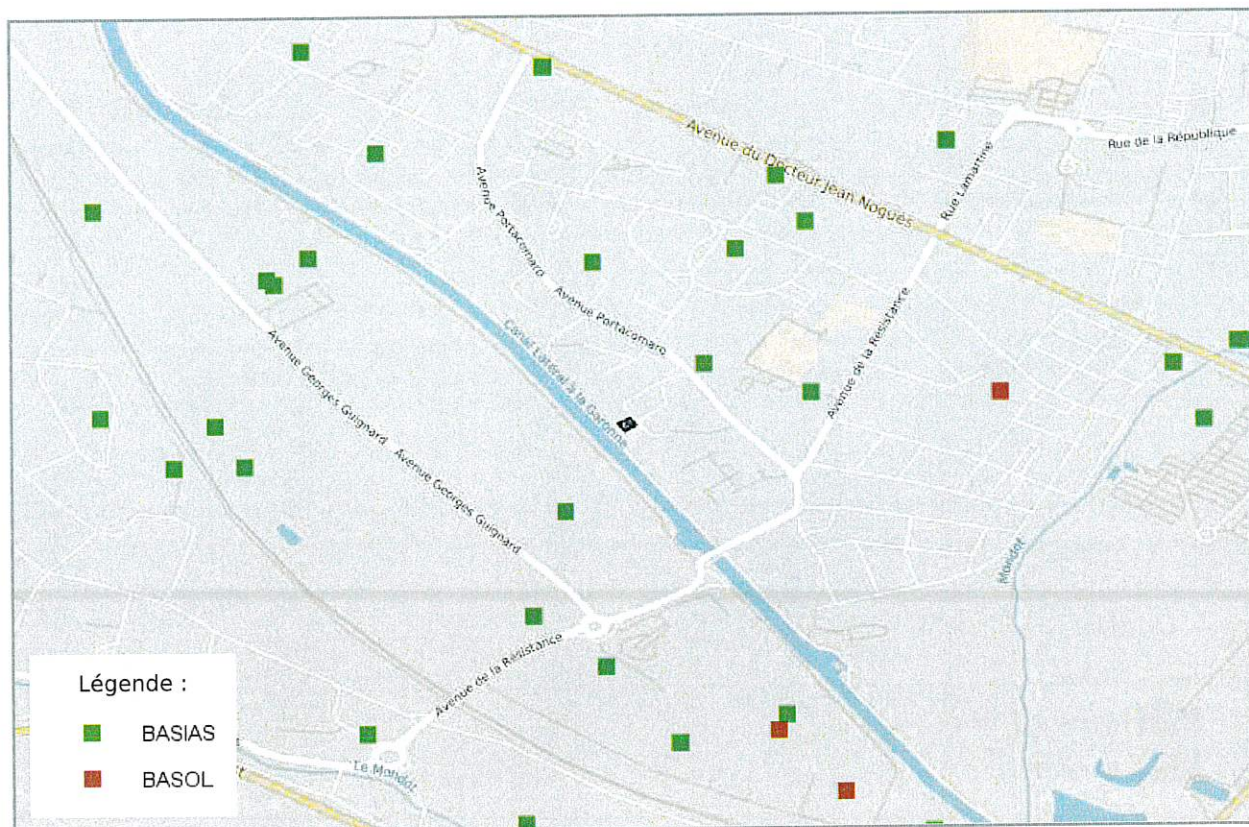 Avenue du Docteur Jean Noguès
Rue Lamartine
Rue de la République
Avenue Portacomaro
Avenue Portacomaro
Avenue de la Résistance
Canal Latéral à la Garonne
Avenue Georges Guignard
Avenue Georges Guignard
Mondot
Avenue de la Résistance
Le Mondot
Légende :
BASIAS
BASOL